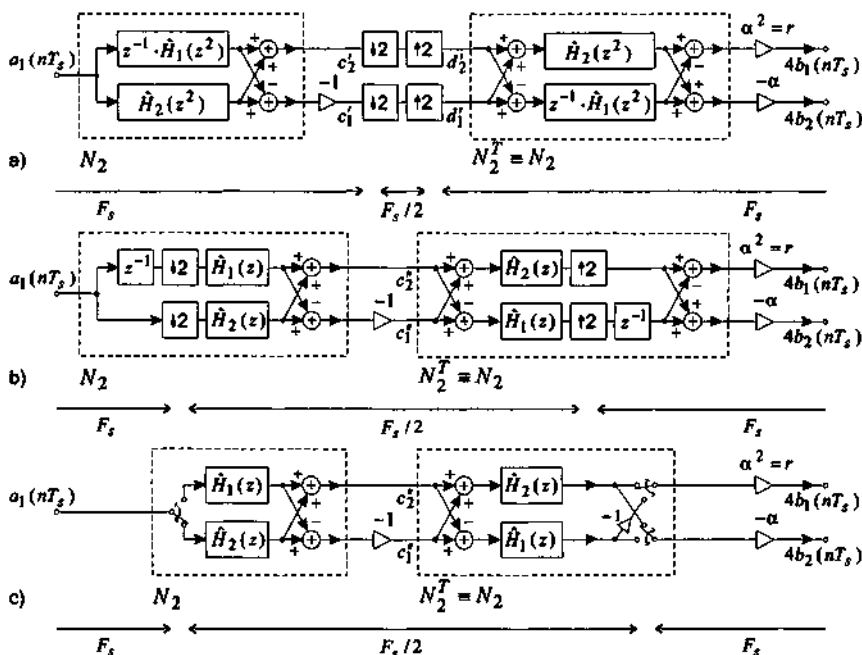 α² = r
a₁(nTₛ) z⁻¹·Ĥ₁(z²) + + -1 c₂′ ↓2 ↑2 d₂′ + + Ĥ₂(z²) + + 4b₁(nTₛ)
Ĥ₂(z²) + − + c₁′ ↓2 ↑2 d₁′ + − + z⁻¹·Ĥ₁(z²) + − + -α 4b₂(nTₛ)
a) N₂ N₂ᵀ ≡ N₂
Fₛ Fₛ/2 Fₛ
α² = r
a₁(nTₛ) z⁻¹ ↓2 Ĥ₁(z) + + -1 c₂″ + + Ĥ₂(z) ↑2 + + 4b₁(nTₛ)
↓2 Ĥ₂(z) + − + c₁″ + − + Ĥ₁(z) ↑2 z⁻¹ + − + -α 4b₂(nTₛ)
b) N₂ N₂ᵀ ≡ N₂
Fₛ Fₛ/2 Fₛ
α² = r
a₁(nTₛ) Ĥ₁(z) + + -1 c₂″ + + Ĥ₂(z) -1 4b₁(nTₛ)
Ĥ₂(z) + − + c₁″ + − + Ĥ₁(z) -α 4b₂(nTₛ)
c) N₂ N₂ᵀ ≡ N₂
Fₛ Fₛ/2 Fₛ